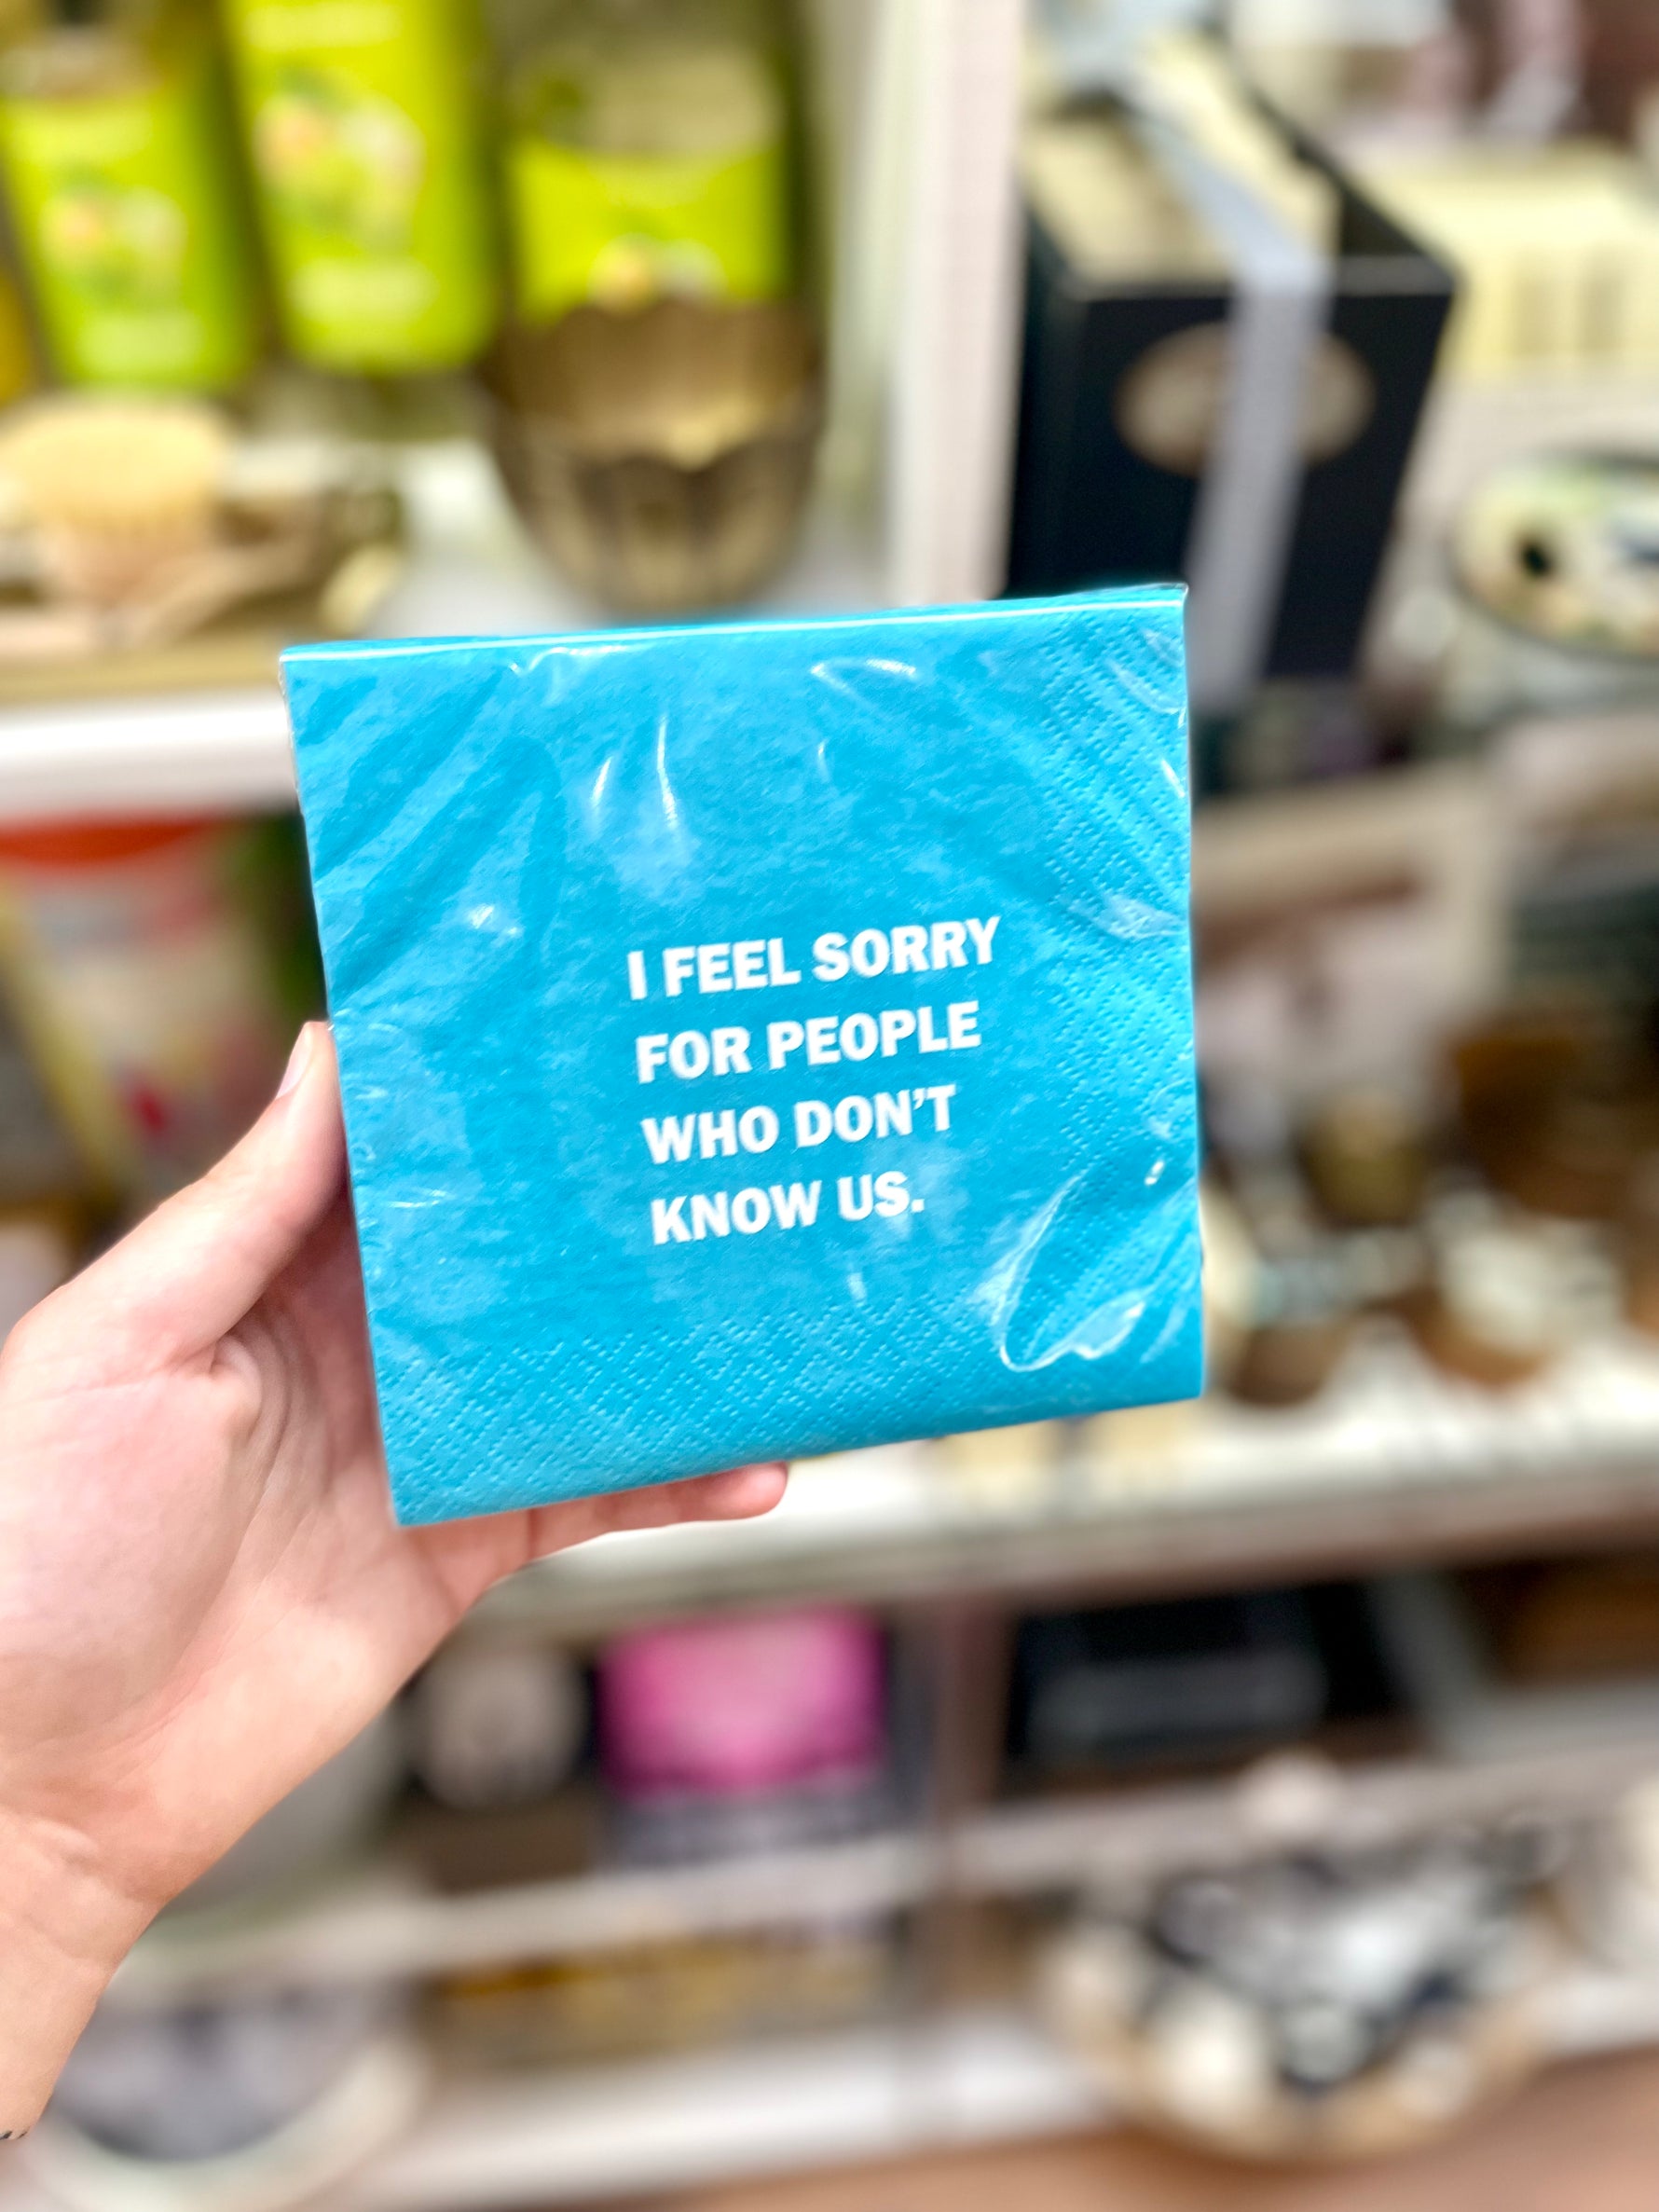 I FEEL SORRY
FOR PEOPLE
WHO DON'T
KNOW US.